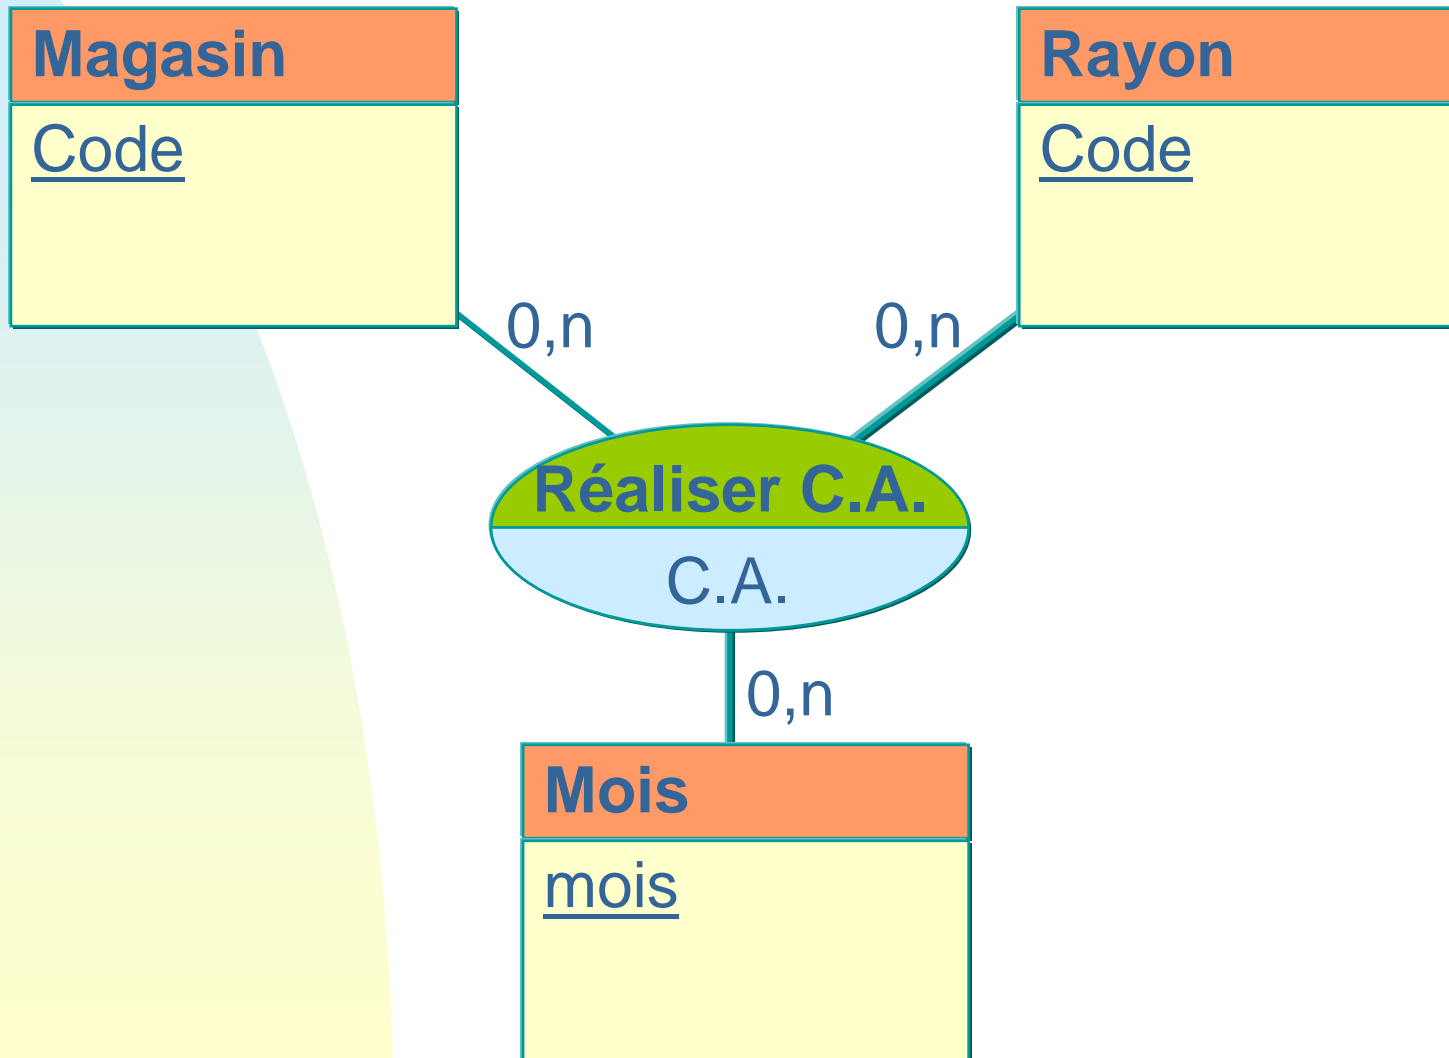 Magasin
Code
Rayon
Code
0,n
0,n
Réaliser C.A.
C.A.
0,n
Mois
mois